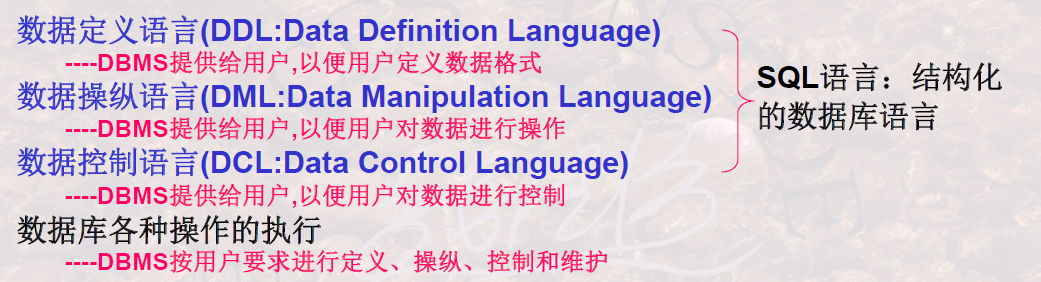 数据定义语言(DDL:Data Definition Language)
----DBMS提供给用户,以便用户定义数据格式
数据操纵语言(DML:Data Manipulation Language)
----DBMS提供给用户,以便用户对数据进行操作
数据控制语言(DCL:Data Control Language)
----DBMS提供给用户,以便用户对数据进行控制
数据库各种操作的执行
----DBMS按用户要求进行定义、操纵、控制和维护
SQL语言：结构化
的数据库语言